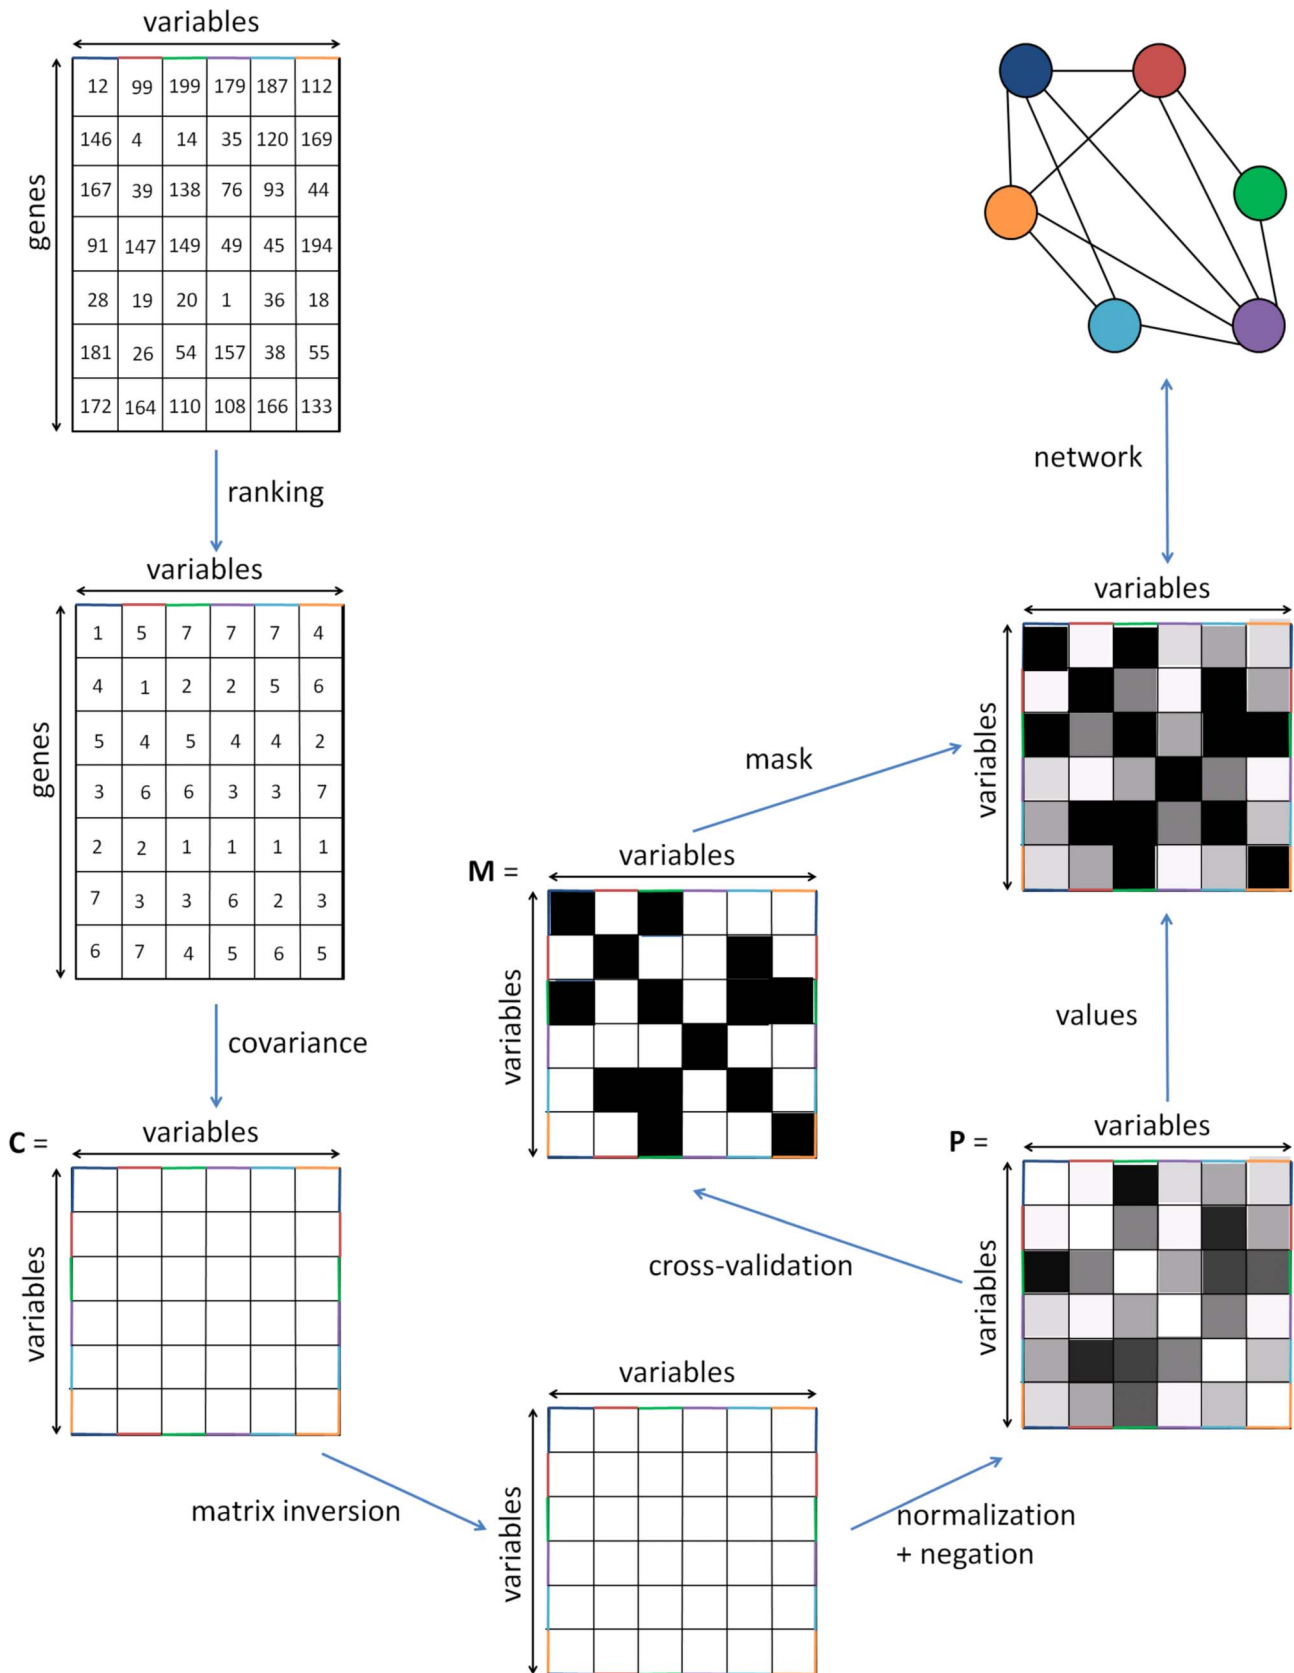 variables
genes
12 99 199 179 187 112
146 4 14 35 120 169
167 39 138 76 93 44
91 147 149 49 45 194
28 19 20 1 36 18
181 26 54 157 38 55
172 164 110 108 166 133
ranking
variables
genes
1 5 7 7 7 4
4 1 2 2 5 6
5 4 5 4 4 2
3 6 6 3 3 7
2 2 1 1 1 1
7 3 3 6 2 3
6 7 4 5 6 5
covariance
C =
variables
variables
matrix inversion
variables
variables
normalization
+ negation
P =
variables
variables
cross-validation
M =
variables
variables
mask
values
variables
variables
network